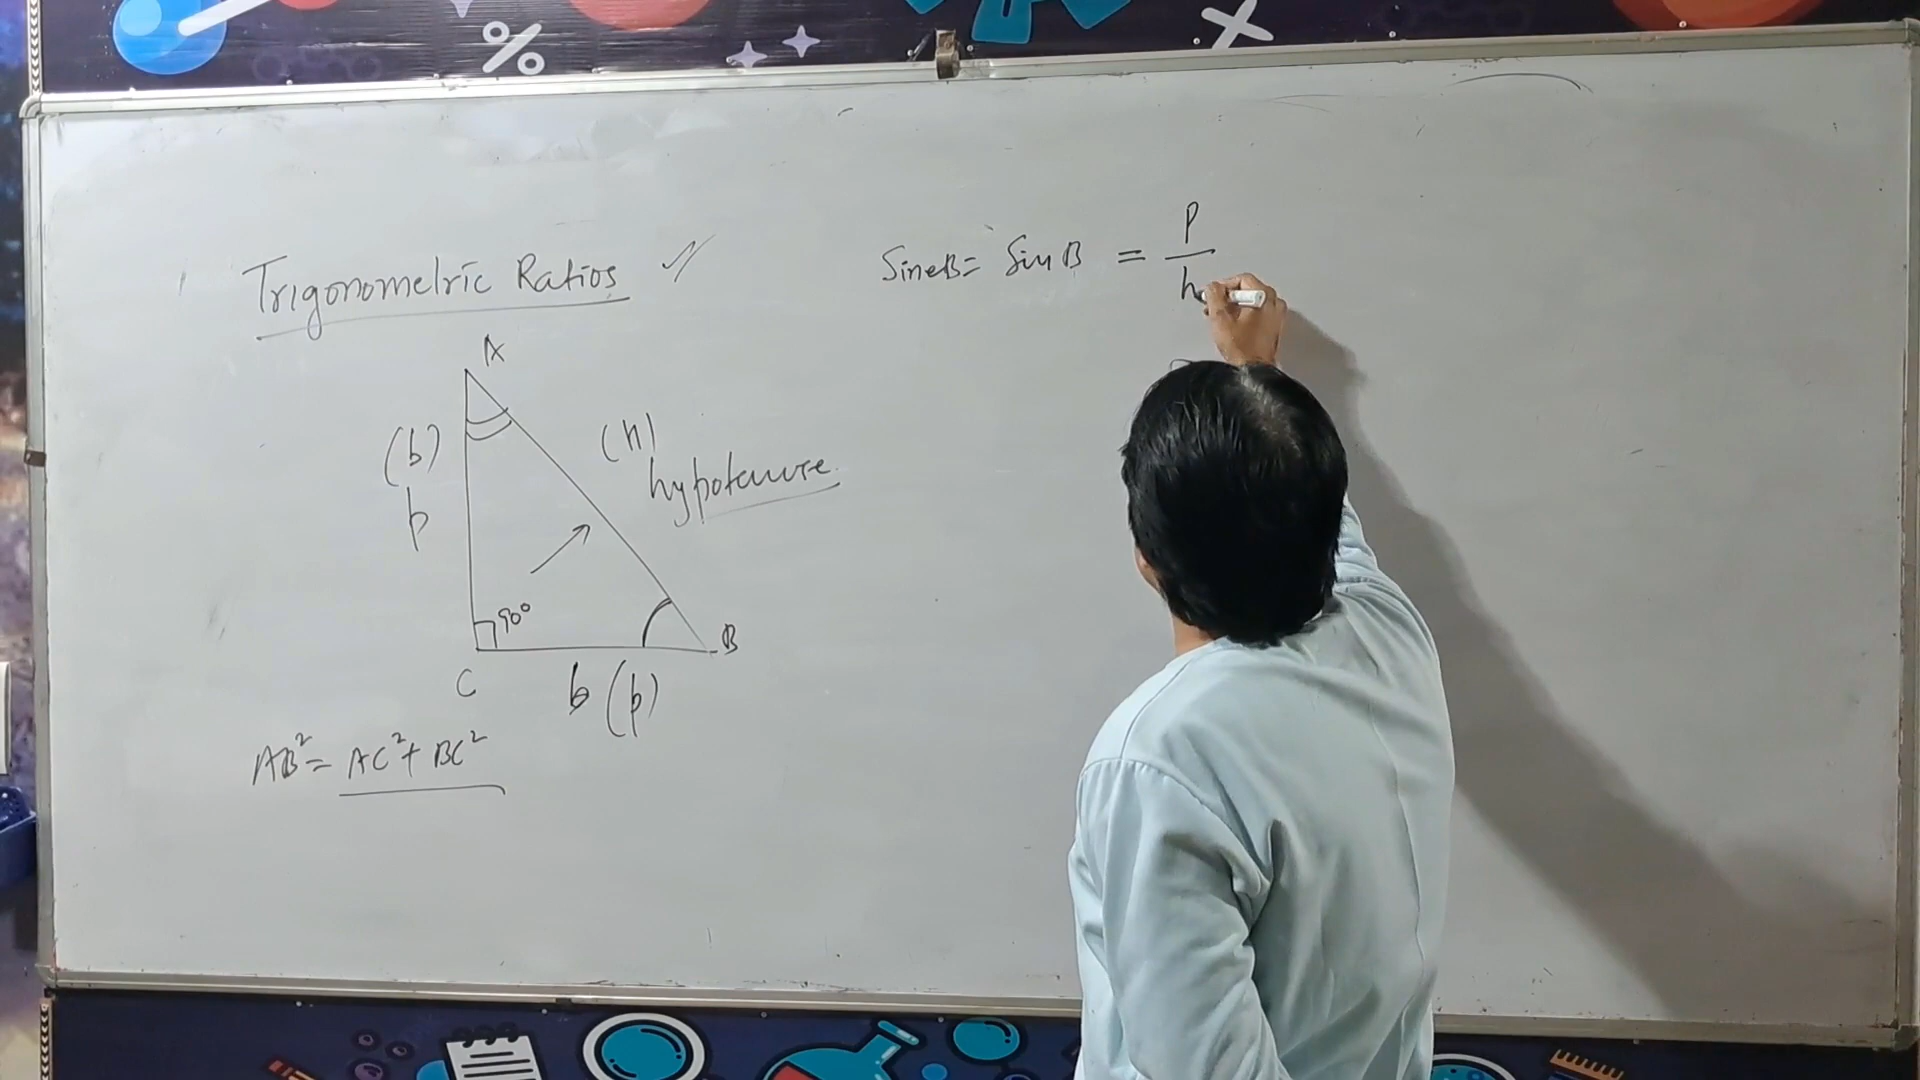 Trigonometric Ratios
A
(b)
p
(h)
hypotenuse
90°
C
B
b (p)
AB² = AC² + BC²
Sine B = Sin B = P/h